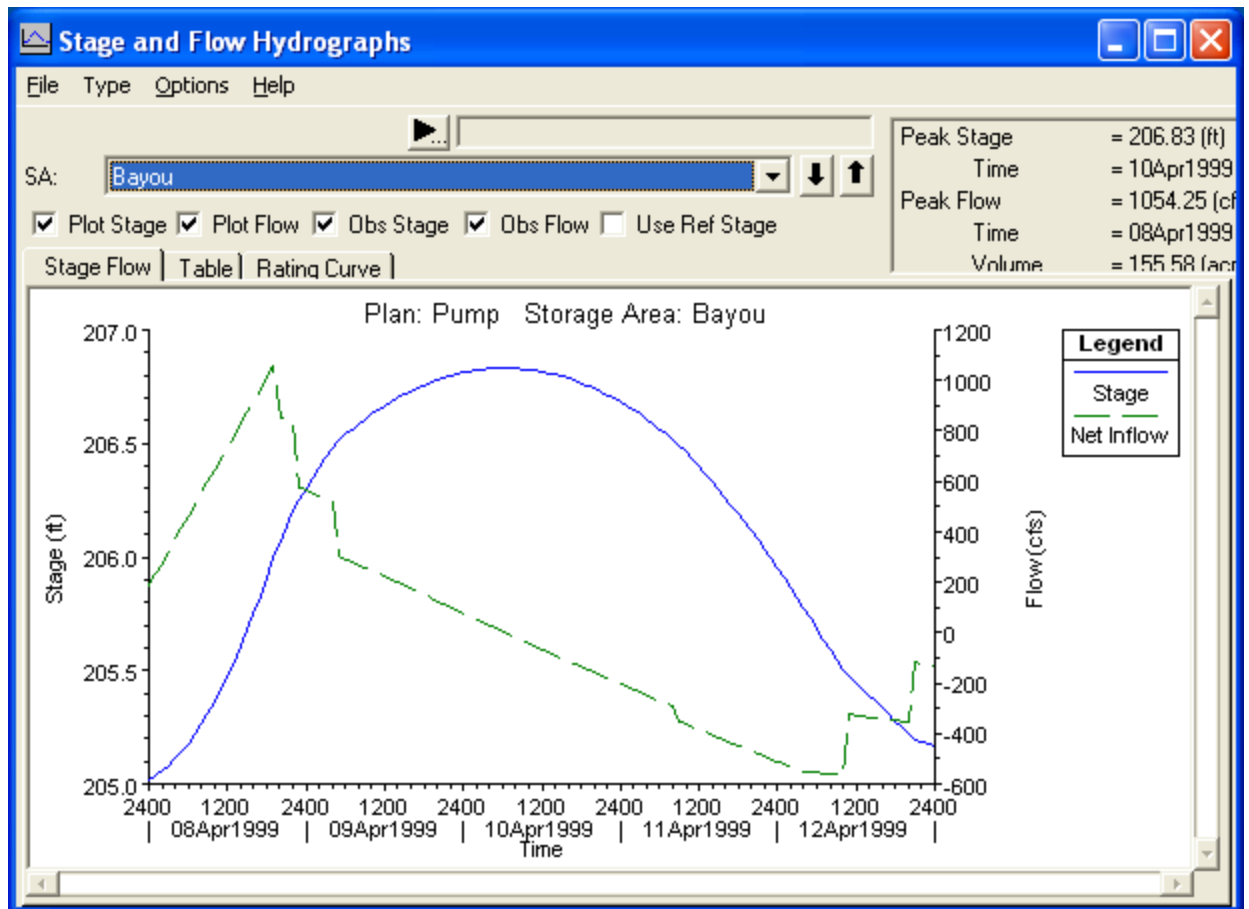 Stage and Flow Hydrographs
File Type Options Help
SA: Bayou
Plot Stage Plot Flow Obs Stage Obs Flow Use Ref Stage
Peak Stage = 206.83 (ft)
Time = 10Apr1999
Peak Flow = 1054.25 (cf
Time = 08Apr1999
Volume = 155.58 (acr
Stage Flow Table Rating Curve
Plan: Pump Storage Area: Bayou
207.0
206.5
206.0
205.5
205.0
Stage (ft)
1200
1000
800
600
400
200
0
-200
-400
-600
Flow (cfs)
Legend
Stage
Net Inflow
2400 1200 2400 1200 2400 1200 2400 1200 2400 1200 2400
| 08Apr1999 | 09Apr1999 | 10Apr1999 | 11Apr1999 | 12Apr1999 |
Time